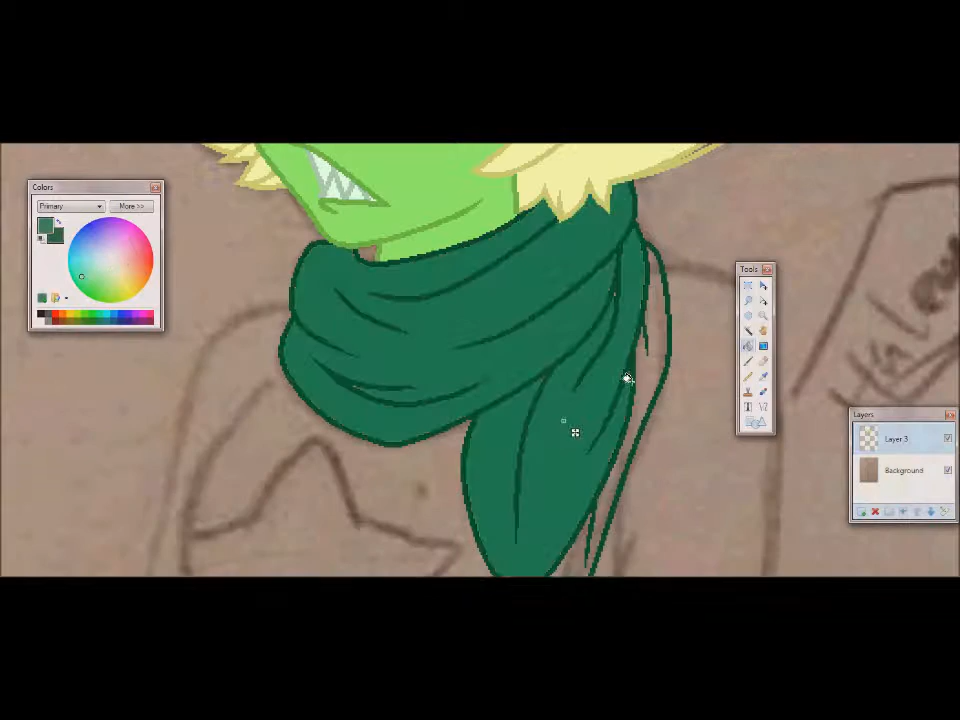 Colors
Primary
More >>
Tools
Layers
Layer 3
Background